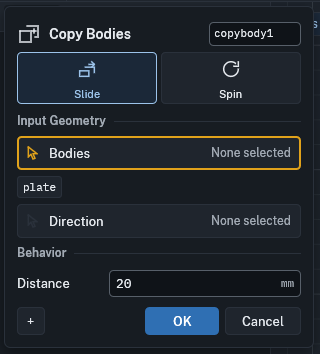 Copy Bodies copybody1
Slide Spin
Input Geometry
Bodies None selected
plate
Direction None selected
Behavior
Distance 20 mm
+ OK Cancel